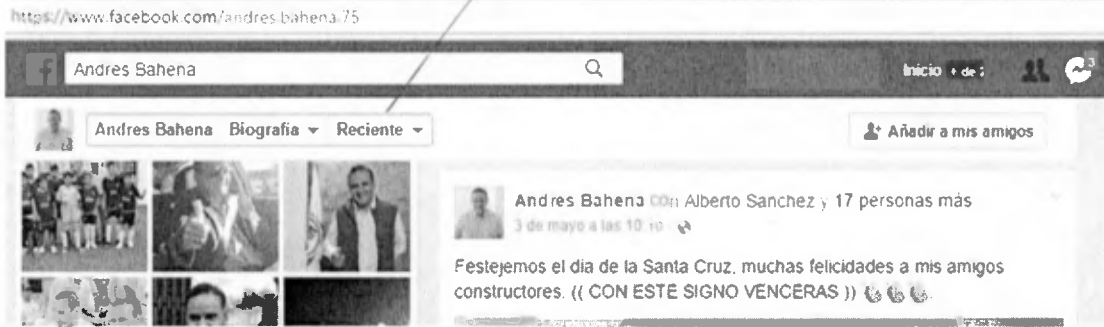 https://www.facebook.com/andres.bahena.75
Andres Bahena
Inicio
3
Andres Bahena Biografía Reciente
Añadir a mis amigos
Andres Bahena con Alberto Sanchez y 17 personas más
3 de mayo a las
Festejemos el dia de la Santa Cruz, muchas felicidades a mis amigos
constructores. (( CON ESTE SIGNO VENCERAS ))